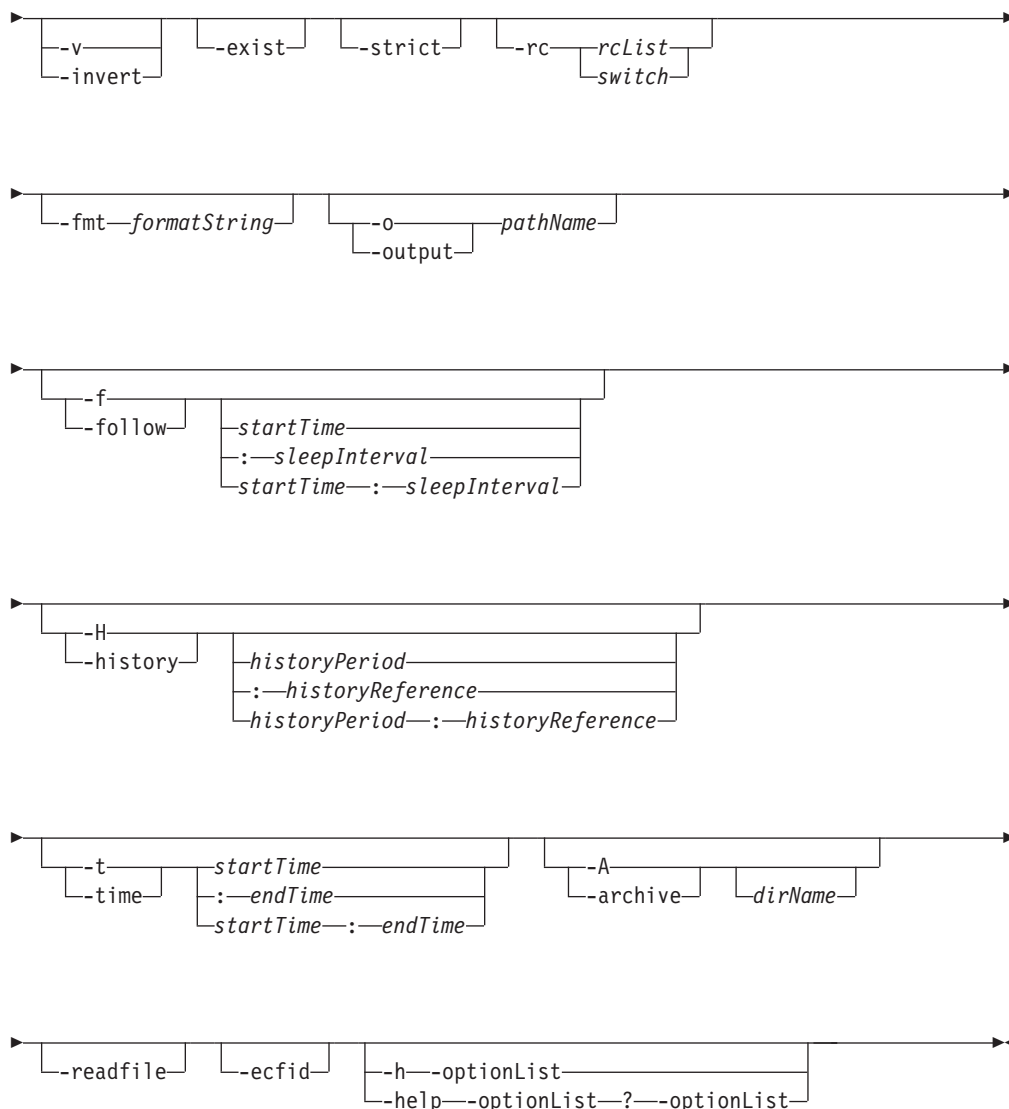 -v -exist -strict -rc rcList
-invert switch
-fmt formatString -o pathName
-output
-f
-follow startTime
: sleepInterval
startTime : sleepInterval
-H
-history historyPeriod
: historyReference
historyPeriod : historyReference
-t startTime -A
-time : endTime -archive dirName
startTime : endTime
-readfile -ecfid -h -optionList
-help -optionList ? -optionList